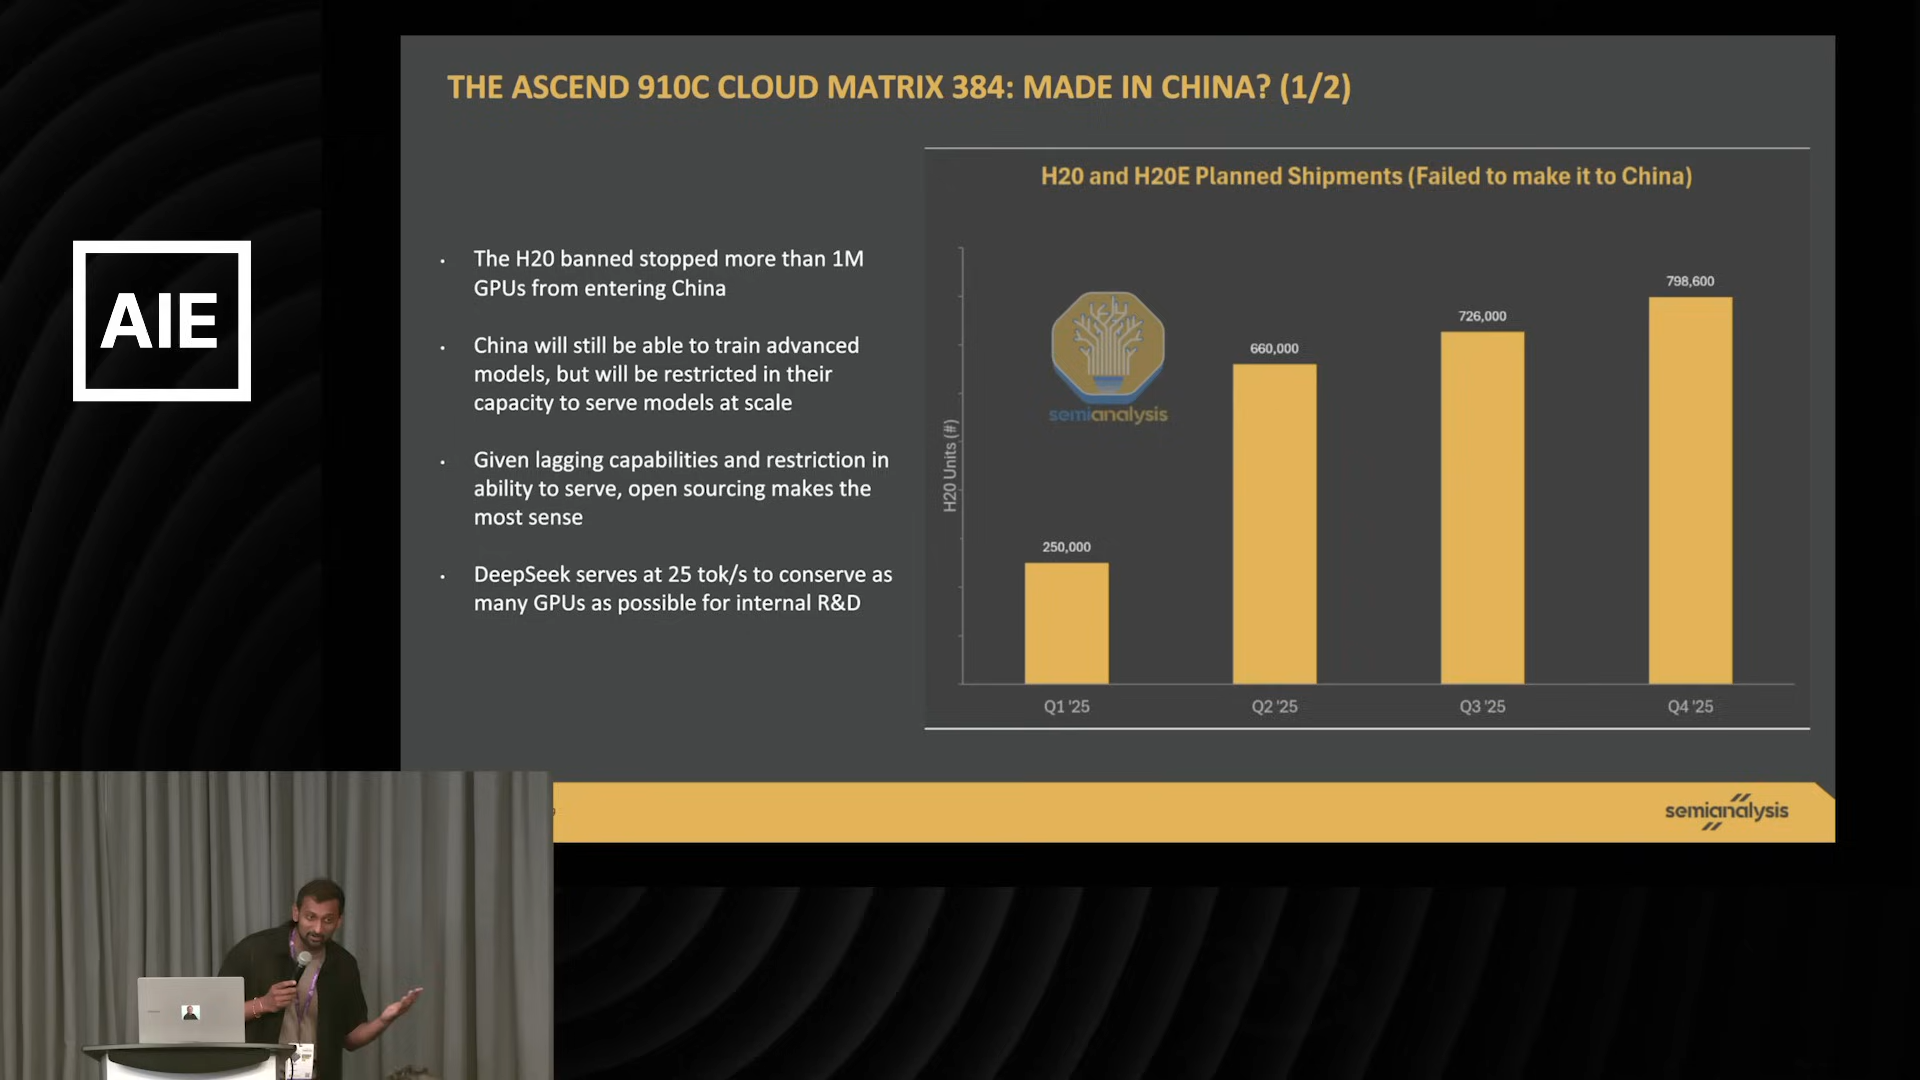 THE ASCEND 910C CLOUD MATRIX 384: MADE IN CHINA? (1/2)
AIE
• The H20 banned stopped more than 1M
GPUs from entering China
• China will still be able to train advanced
models, but will be restricted in their
capacity to serve models at scale
• Given lagging capabilities and restriction in
ability to serve, open sourcing makes the
most sense
• DeepSeek serves at 25 tok/s to conserve as
many GPUs as possible for internal R&D
H20 and H20E Planned Shipments (Failed to make it to China)
H20 Units (#)
semianalysis
250,000
660,000
726,000
798,600
Q1 '25
Q2 '25
Q3 '25
Q4 '25
semianalysis